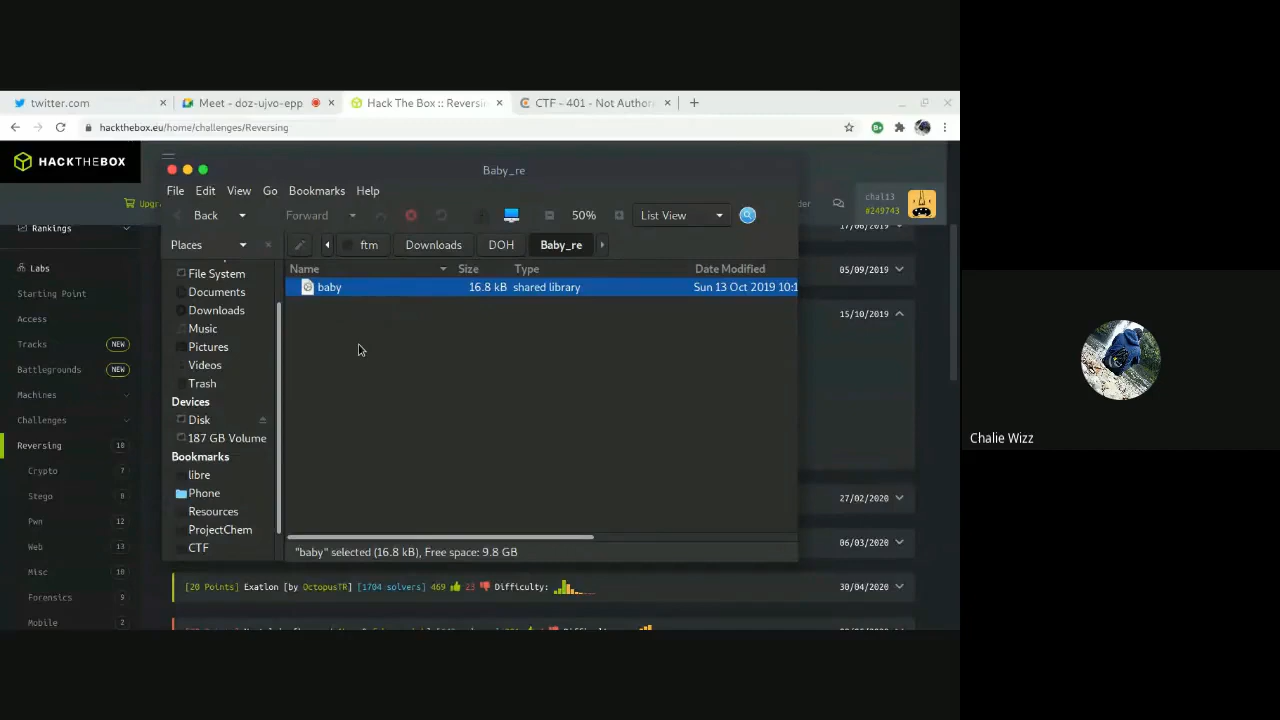 twitter.com
Meet - doz-ujvo-epp
Hack The Box :: Reversi
CTF - 401 - Not Author
hackthebox.eu/home/challenges/Reversing
HACKTHEBOX
Baby_re
File Edit View Go Bookmarks Help
Upgr
Back Forward 50% List View
der
chal13
#249743
Rankings
Places
ftm Downloads DOH Baby_re
Name Size Type Date Modified
baby 16.8 kB shared library Sun 13 Oct 2019 10:1
Labs
Starting Point
Access
Tracks NEW
Battlegrounds NEW
Machines
Challenges
Reversing 18
Crypto 7
Stego 8
Pwn 12
Web 13
Misc 10
Forensics 9
Mobile 2
File System
Documents
Downloads
Music
Pictures
Videos
Trash
Devices
Disk
187 GB Volume
Bookmarks
libre
Phone
Resources
ProjectChem
CTF
"baby" selected (16.8 kB), Free space: 9.8 GB
17/06/2019
05/09/2019
15/10/2019
27/02/2020
06/03/2020
[20 Points] Exatlon [by OctopusTR] [1704 solvers] 469 23 Difficulty: 30/04/2020
Chalie Wizz